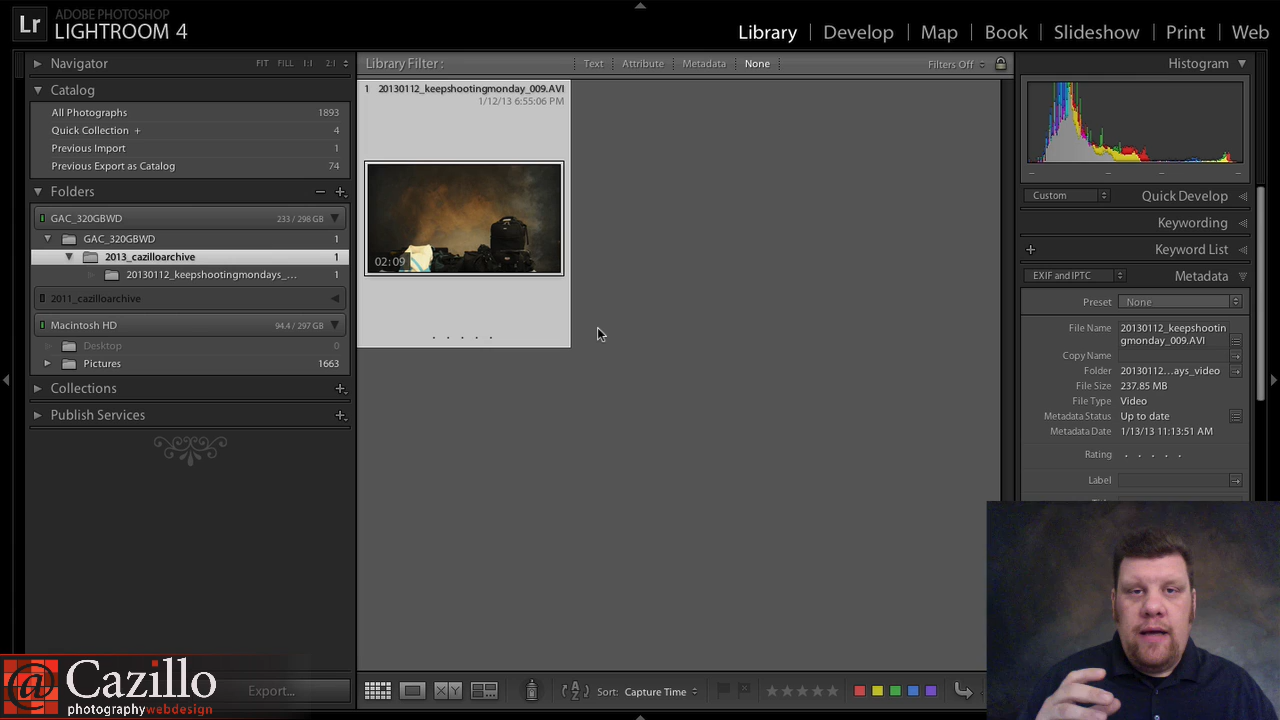 Lr
ADOBE PHOTOSHOP
LIGHTROOM 4
Library | Develop | Map | Book | Slideshow | Print | Web
Navigator FIT FILL 1:1 2:1
Catalog
All Photographs 1893
Quick Collection + 4
Previous Import 1
Previous Export as Catalog 74
Folders
GAC_320GBWD 233 / 298 GB
GAC_320GBWD 1
2013_cazilloarchive 1
20130112_keepshootingmondays_... 1
2011_cazilloarchive
Macintosh HD 94.4 / 297 GB
Desktop 0
Pictures 1663
Collections
Publish Services
Export...
@Cazillo
photographywebdesign
Library Filter : Text Attribute Metadata None Filters Off
1 20130112_keepshootingmonday_009.AVI
1/12/13 6:55:06 PM
02:09
XY Sort: Capture Time
Histogram
Custom Quick Develop
Keywording
Keyword List
EXIF and IPTC Metadata
Preset None
File Name 20130112_keepshootin
gmonday_009.AVI
Copy Name
Folder 20130112...ays_video
File Size 237.85 MB
File Type Video
Metadata Status Up to date
Metadata Date 1/13/13 11:13:51 AM
Rating
Label